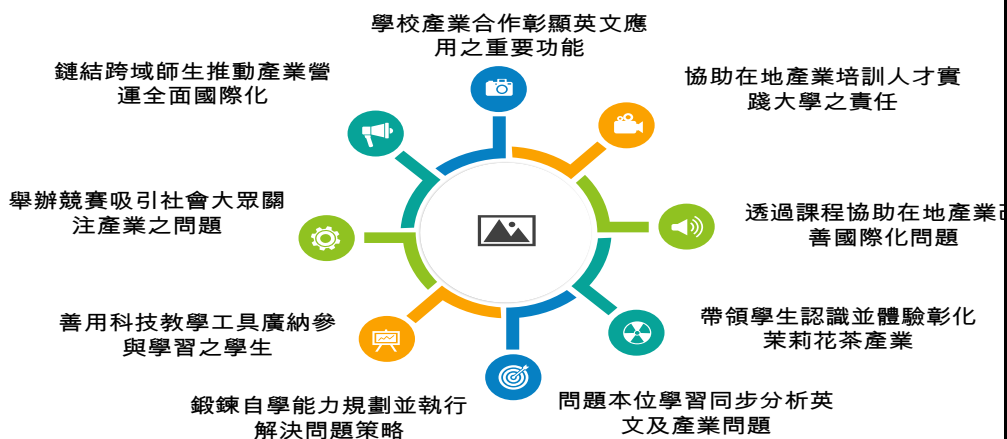 學校產業合作彰顯英文應
用之重要功能
協助在地產業培訓人才實
踐大學之責任
透過課程協助在地產業
善國際化問題
帶領學生認識並體驗彰化
茉莉花茶產業
問題本位學習同步分析英
文及產業問題
鍛鍊自學能力規劃並執行
解決問題策略
善用科技教學工具廣納參
與學習之學生
舉辦競賽吸引社會大眾關
注產業之問題
鏈結跨域師生推動產業營
運全面國際化